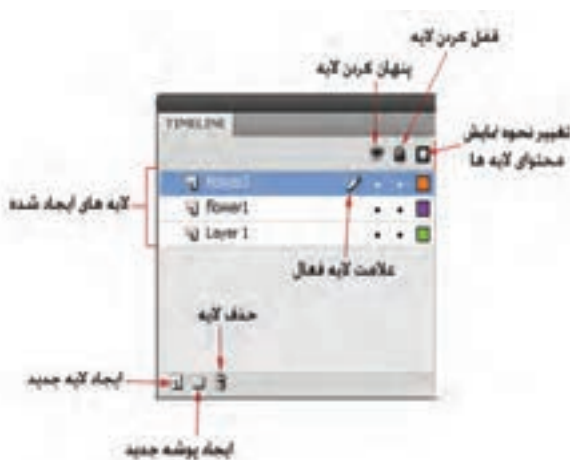 قفل کردن لایه
پنهان کردن لایه
تغییر نحوه نمایش
محتوای لایه ها
TIMELINE
flower1
Layer 1
لایه های ایجاد شده
علامت لایه فعال
حذف لایه
ایجاد لایه جدید
ایجاد پوشه جدید